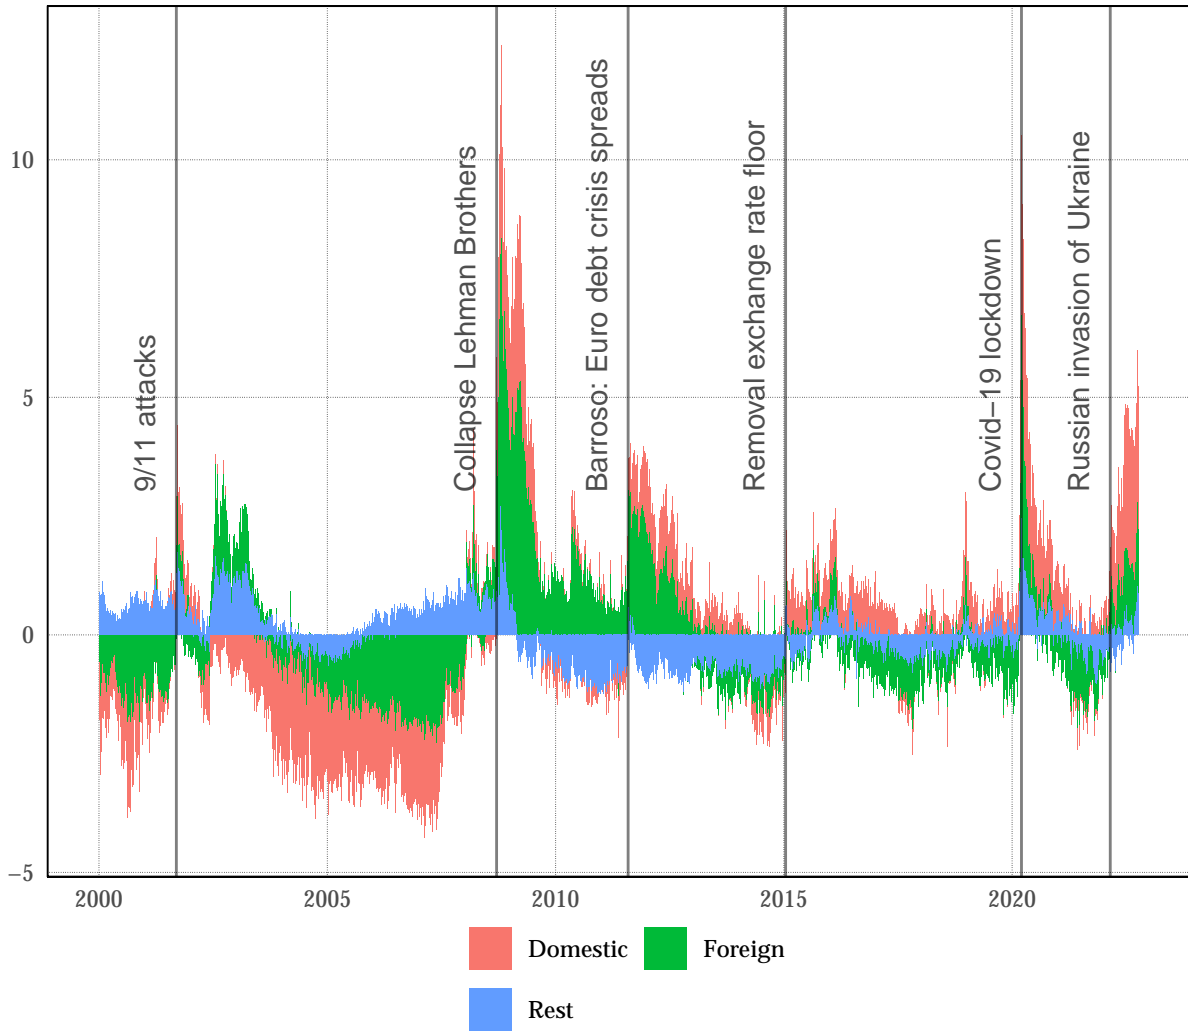 10
5
0
−5
9/11 attacks
Collapse Lehman Brothers
Barroso: Euro debt crisis spreads
Removal exchange rate floor
Covid−19 lockdown
Russian invasion of Ukraine
2000 2005 2010 2015 2020
Domestic Foreign
Rest